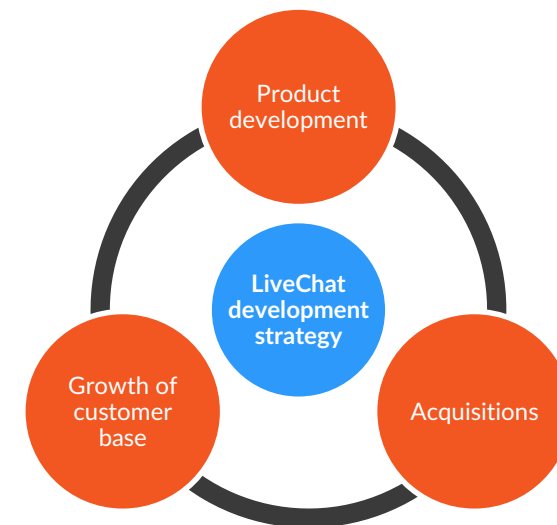 Product
development
LiveChat
development
strategy
Growth of
customer
base
Acquisitions